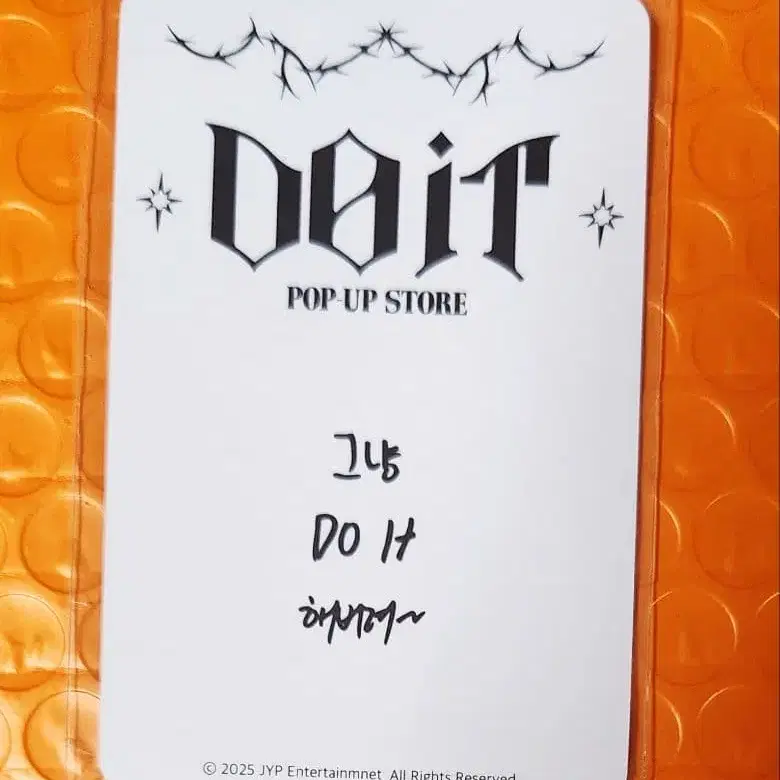 DO iT
POP-UP STORE
그냥
DO It
해버려~
© 2025 JYP Entertainmnet All Rights Reserved